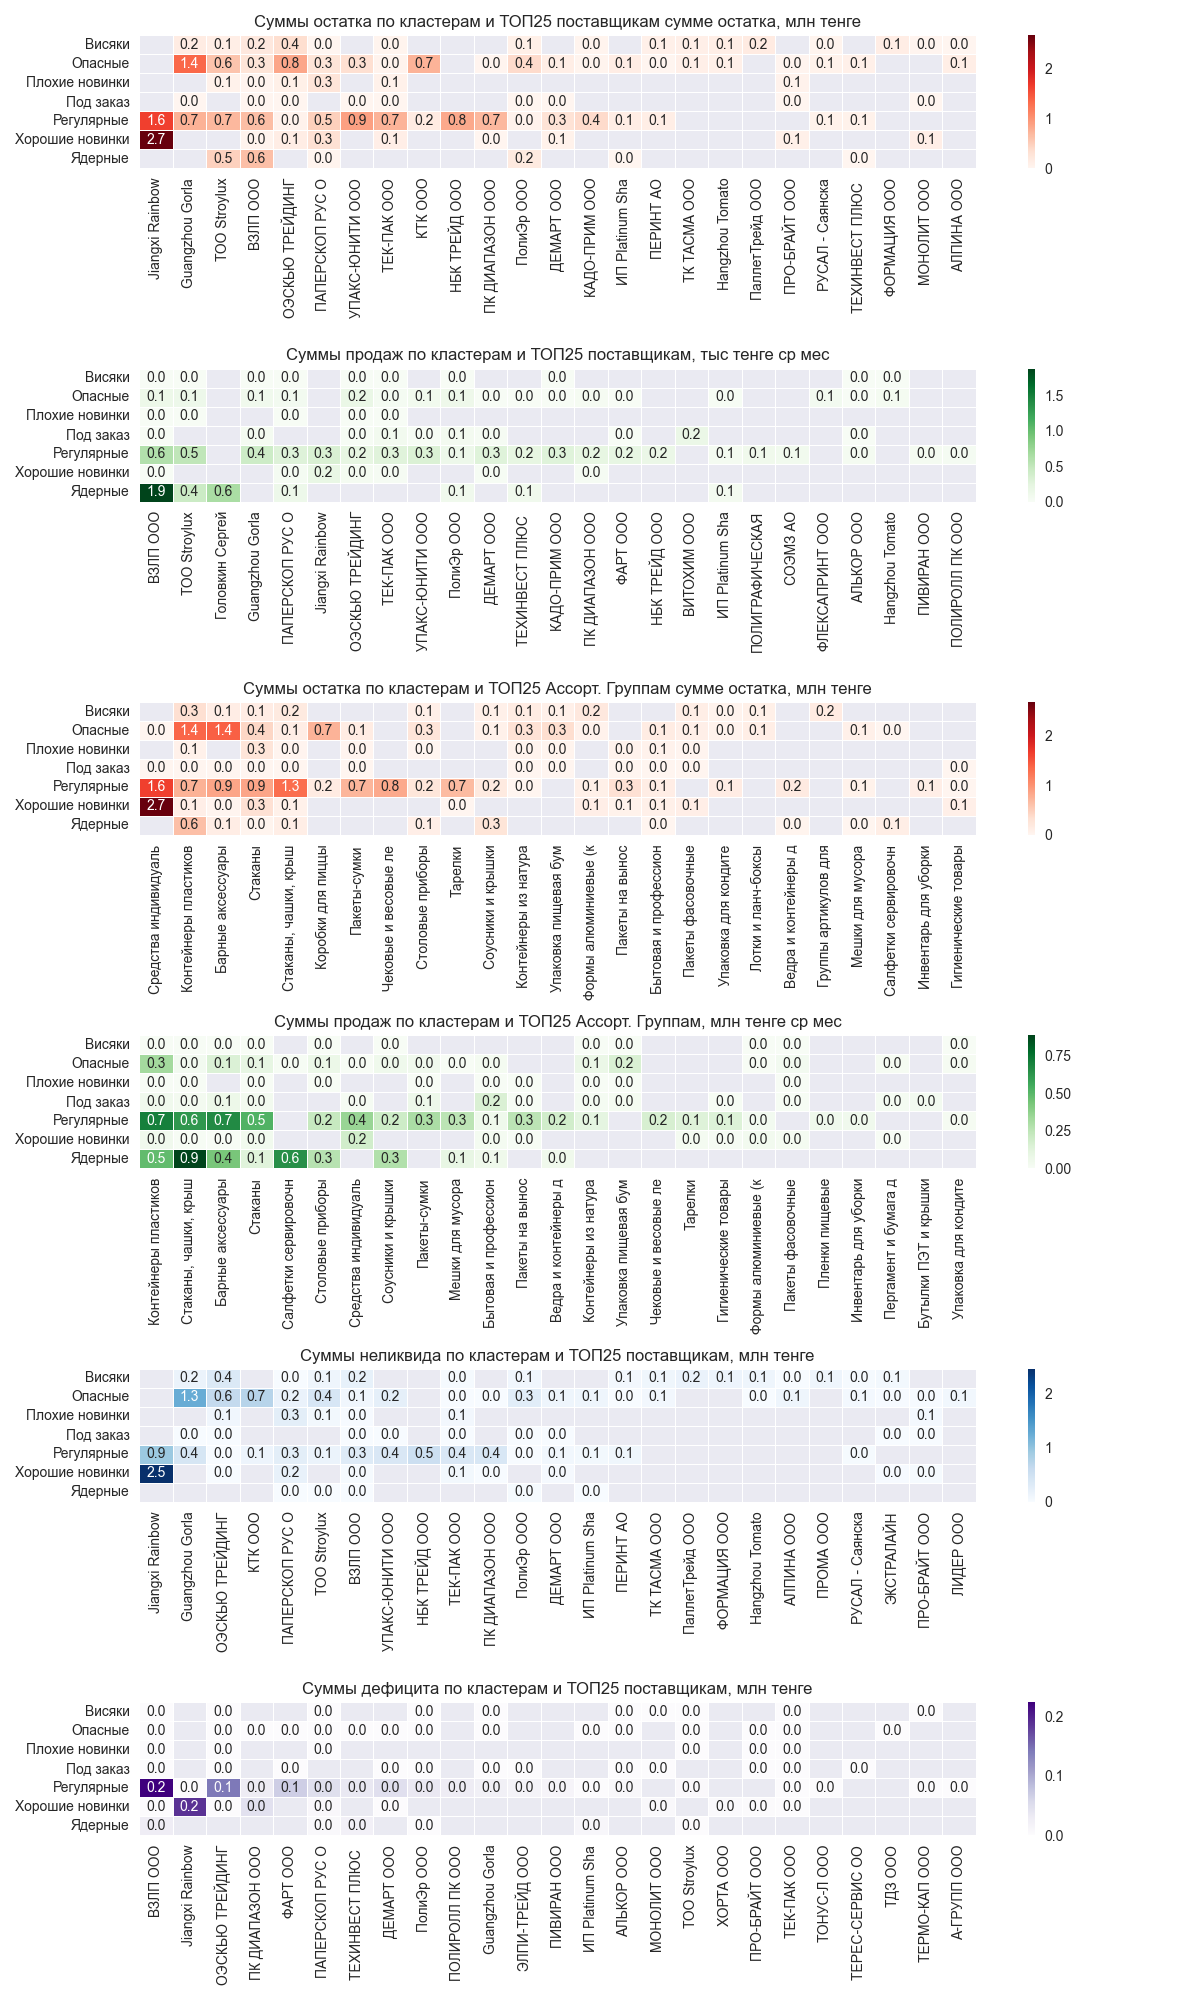 Суммы остатка по кластерам и ТОП25 поставщикам сумме остатка, млн тенге
Висяки 0.2 0.1 0.2 0.4 0.0 0.0 0.1 0.0 0.1 0.1 0.1 0.2 0.0 0.1 0.0 0.0
Опасные 1.4 0.6 0.3 0.8 0.3 0.3 0.0 0.7 0.0 0.4 0.1 0.0 0.1 0.0 0.1 0.1 0.0 0.1 0.1 0.1
Плохие новинки 0.1 0.0 0.1 0.3 0.1 0.1
Под заказ 0.0 0.0 0.0 0.0 0.0 0.0 0.0 0.0 0.0
Регулярные 1.6 0.7 0.7 0.6 0.0 0.5 0.9 0.7 0.2 0.8 0.7 0.0 0.3 0.4 0.1 0.1 0.1 0.1
Хорошие новинки 2.7 0.0 0.1 0.3 0.1 0.0 0.1 0.1 0.1
Ядерные 0.5 0.6 0.0 0.2 0.0 0.0
2
1
0
Jiangxi Rainbow
Guangzhou Gorla
ТОО Stroylux
ВЗЛП ООО
ОЭСКЬЮ ТРЕЙДИНГ
ПАПЕРСКОП РУС О
УПАКС-ЮНИТИ ООО
ТЕК-ПАК ООО
КТК ООО
НБК ТРЕЙД ООО
ПК ДИАПАЗОН ООО
ПолиЭр ООО
ДЕМАРТ ООО
КАДО-ПРИМ ООО
ИП Platinum Sha
ПЕРИНТ АО
ТК ТАСМА ООО
Hangzhou Tomato
ПаллетТрейд ООО
ПРО-БРАЙТ ООО
РУСАЛ - Саянска
ТЕХИНВЕСТ ПЛЮС
ФОРМАЦИЯ ООО
МОНОЛИТ ООО
АЛПИНА ООО
Суммы продаж по кластерам и ТОП25 поставщикам, тыс тенге ср мес
Висяки 0.0 0.0 0.0 0.0 0.0 0.0 0.0 0.0 0.0 0.0
Опасные 0.1 0.1 0.1 0.1 0.2 0.0 0.1 0.1 0.0 0.0 0.0 0.0 0.0 0.0 0.1 0.0 0.1
Плохие новинки 0.0 0.0 0.0 0.0 0.0
Под заказ 0.0 0.0 0.0 0.1 0.0 0.1 0.0 0.0 0.2 0.0
Регулярные 0.6 0.5 0.4 0.3 0.3 0.2 0.3 0.3 0.1 0.3 0.2 0.3 0.2 0.2 0.2 0.1 0.1 0.1 0.0 0.0 0.0
Хорошие новинки 0.0 0.0 0.2 0.0 0.0 0.0 0.0
Ядерные 1.9 0.4 0.6 0.1 0.1 0.1 0.1
1.5
1.0
0.5
0.0
ВЗЛП ООО
ТОО Stroylux
Головкин Сергей
Guangzhou Gorla
ПАПЕРСКОП РУС О
Jiangxi Rainbow
ОЭСКЬЮ ТРЕЙДИНГ
ТЕК-ПАК ООО
УПАКС-ЮНИТИ ООО
ПолиЭр ООО
ДЕМАРТ ООО
ТЕХИНВЕСТ ПЛЮС
КАДО-ПРИМ ООО
ПК ДИАПАЗОН ООО
ФАРТ ООО
НБК ТРЕЙД ООО
ВИТОХИМ ООО
ИП Platinum Sha
ПОЛИГРАФИЧЕСКАЯ
СОЭМЗ АО
ФЛЕКСАПРИНТ ООО
АЛЬКОР ООО
Hangzhou Tomato
ПИВИРАН ООО
ПОЛИРОЛЛ ПК ООО
Суммы остатка по кластерам и ТОП25 Ассорт. Группам сумме остатка, млн тенге
Висяки 0.3 0.1 0.1 0.2 0.1 0.1 0.1 0.1 0.2 0.1 0.0 0.1 0.2
Опасные 0.0 1.4 1.4 0.4 0.1 0.7 0.1 0.3 0.1 0.3 0.3 0.0 0.1 0.1 0.0 0.1 0.1 0.0
Плохие новинки 0.1 0.3 0.0 0.0 0.0 0.0 0.0 0.0 0.1 0.0
Под заказ 0.0 0.0 0.0 0.0 0.0 0.0 0.0 0.0 0.0 0.0 0.0 0.0
Регулярные 1.6 0.7 0.9 0.9 1.3 0.2 0.7 0.8 0.2 0.7 0.2 0.0 0.1 0.3 0.1 0.1 0.2 0.1 0.1 0.0
Хорошие новинки 2.7 0.1 0.0 0.3 0.1 0.0 0.1 0.1 0.1 0.1 0.1
Ядерные 0.6 0.1 0.0 0.1 0.1 0.3 0.0 0.0 0.0 0.1
2
1
0
Средства индивидуаль
Контейнеры пластиков
Барные аксессуары
Стаканы
Стаканы, чашки, крыш
Коробки для пиццы
Пакеты-сумки
Чековые и весовые ле
Столовые приборы
Тарелки
Соусники и крышки
Контейнеры из натура
Упаковка пищевая бум
Формы алюминиевые (к
Пакеты на вынос
Бытовая и профессион
Пакеты фасовочные
Упаковка для кондите
Лотки и ланч-боксы
Ведра и контейнеры д
Группы артикулов для
Мешки для мусора
Салфетки сервировочн
Инвентарь для уборки
Гигиенические товары
Суммы продаж по кластерам и ТОП25 Ассорт. Группам, млн тенге ср мес
Висяки 0.0 0.0 0.0 0.0 0.0 0.0 0.0 0.0 0.0 0.0 0.0
Опасные 0.3 0.0 0.1 0.1 0.0 0.1 0.0 0.0 0.0 0.0 0.0 0.1 0.2 0.0 0.0 0.0 0.0
Плохие новинки 0.0 0.0 0.0 0.0 0.0 0.0 0.0 0.0 0.0 0.0
Под заказ 0.0 0.0 0.1 0.0 0.0 0.1 0.2 0.0 0.0 0.0 0.0 0.0 0.0
Регулярные 0.7 0.6 0.7 0.5 0.2 0.4 0.2 0.3 0.3 0.1 0.3 0.2 0.1 0.2 0.1 0.1 0.0 0.0 0.0 0.0
Хорошие новинки 0.0 0.0 0.0 0.0 0.2 0.0 0.0 0.0 0.0 0.0 0.0 0.0
Ядерные 0.5 0.9 0.4 0.1 0.6 0.3 0.3 0.1 0.1 0.0
0.75
0.50
0.25
0.00
Контейнеры пластиков
Стаканы, чашки, крыш
Барные аксессуары
Стаканы
Салфетки сервировочн
Столовые приборы
Средства индивидуаль
Соусники и крышки
Пакеты-сумки
Мешки для мусора
Бытовая и профессион
Пакеты на вынос
Ведра и контейнеры д
Контейнеры из натура
Упаковка пищевая бум
Чековые и весовые ле
Тарелки
Гигиенические товары
Формы алюминиевые (к
Пакеты фасовочные
Пленки пищевые
Инвентарь для уборки
Пергамент и бумага д
Бутылки ПЭТ и крышки
Упаковка для кондите
Суммы неликвида по кластерам и ТОП25 поставщикам, млн тенге
Висяки 0.2 0.4 0.0 0.1 0.2 0.0 0.1 0.1 0.1 0.2 0.1 0.1 0.0 0.1 0.0 0.1
Опасные 1.3 0.6 0.7 0.2 0.4 0.1 0.2 0.0 0.0 0.3 0.1 0.1 0.0 0.1 0.0 0.1 0.1 0.0 0.0 0.1
Плохие новинки 0.1 0.3 0.1 0.0 0.1 0.1
Под заказ 0.0 0.0 0.0 0.0 0.0 0.0 0.0 0.0 0.0
Регулярные 0.9 0.4 0.0 0.1 0.3 0.1 0.3 0.4 0.5 0.4 0.4 0.0 0.1 0.1 0.1 0.0
Хорошие новинки 2.5 0.0 0.2 0.0 0.1 0.0 0.0 0.0 0.0
Ядерные 0.0 0.0 0.0 0.0 0.0
2
1
0
Jiangxi Rainbow
Guangzhou Gorla
ОЭСКЬЮ ТРЕЙДИНГ
КТК ООО
ПАПЕРСКОП РУС О
ТОО Stroylux
ВЗЛП ООО
УПАКС-ЮНИТИ ООО
НБК ТРЕЙД ООО
ТЕК-ПАК ООО
ПК ДИАПАЗОН ООО
ПолиЭр ООО
ДЕМАРТ ООО
ИП Platinum Sha
ПЕРИНТ АО
ТК ТАСМА ООО
ПаллетТрейд ООО
ФОРМАЦИЯ ООО
Hangzhou Tomato
АЛПИНА ООО
ПРОМА ООО
РУСАЛ - Саянска
ЭКСТРАЛАЙН
ПРО-БРАЙТ ООО
ЛИДЕР ООО
Суммы дефицита по кластерам и ТОП25 поставщикам, млн тенге
Висяки 0.0 0.0 0.0 0.0 0.0 0.0 0.0 0.0 0.0 0.0
Опасные 0.0 0.0 0.0 0.0 0.0 0.0 0.0 0.0 0.0 0.0 0.0 0.0 0.0 0.0 0.0
Плохие новинки 0.0 0.0 0.0 0.0 0.0
Под заказ 0.0 0.0 0.0 0.0 0.0 0.0 0.0 0.0 0.0 0.0
Регулярные 0.2 0.0 0.1 0.0 0.1 0.0 0.0 0.0 0.0 0.0 0.0 0.0 0.0 0.0 0.0 0.0 0.0 0.0 0.0 0.0
Хорошие новинки 0.0 0.2 0.0 0.0 0.0 0.0 0.0 0.0 0.0 0.0
Ядерные 0.0 0.0 0.0 0.0 0.0 0.0
0.2
0.1
0.0
ВЗЛП ООО
Jiangxi Rainbow
ОЭСКЬЮ ТРЕЙДИНГ
ПК ДИАПАЗОН ООО
ФАРТ ООО
ПАПЕРСКОП РУС О
ТЕХИНВЕСТ ПЛЮС
ДЕМАРТ ООО
ПолиЭр ООО
ПОЛИРОЛЛ ПК ООО
Guangzhou Gorla
ЭЛПИ-ТРЕЙД ООО
ПИВИРАН ООО
ИП Platinum Sha
АЛЬКОР ООО
МОНОЛИТ ООО
ТОО Stroylux
ХОРТА ООО
ПРО-БРАЙТ ООО
ТЕК-ПАК ООО
ТОНУС-Л ООО
ТЕРЕС-СЕРВИС ОО
ТДЗ ООО
ТЕРМО-КАП ООО
А-ГРУПП ООО